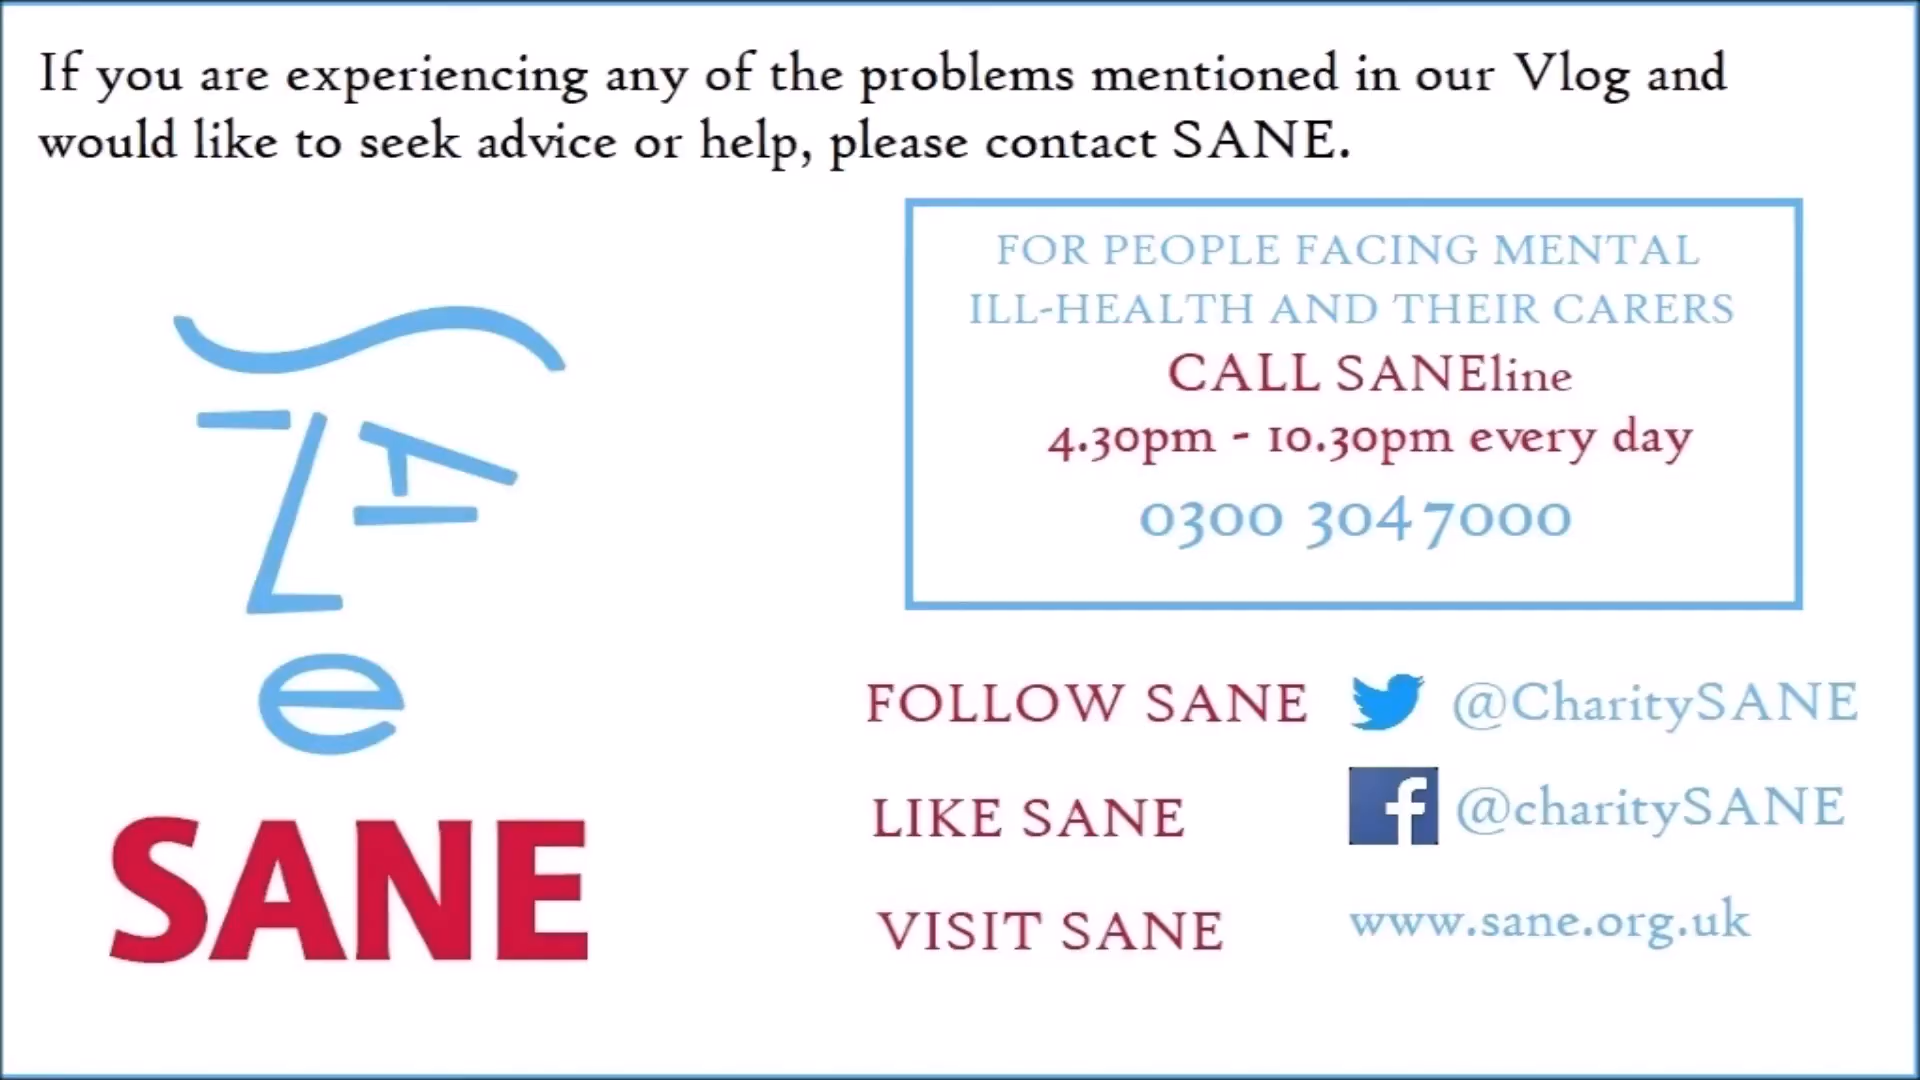 If you are experiencing any of the problems mentioned in our Vlog and
would like to seek advice or help, please contact SANE.
FOR PEOPLE FACING MENTAL
ILL-HEALTH AND THEIR CARERS
CALL SANEline
4.30pm - 10.30pm every day
0300 304 7000
SANE
FOLLOW SANE @CharitySANE
LIKE SANE @charitySANE
VISIT SANE www.sane.org.uk